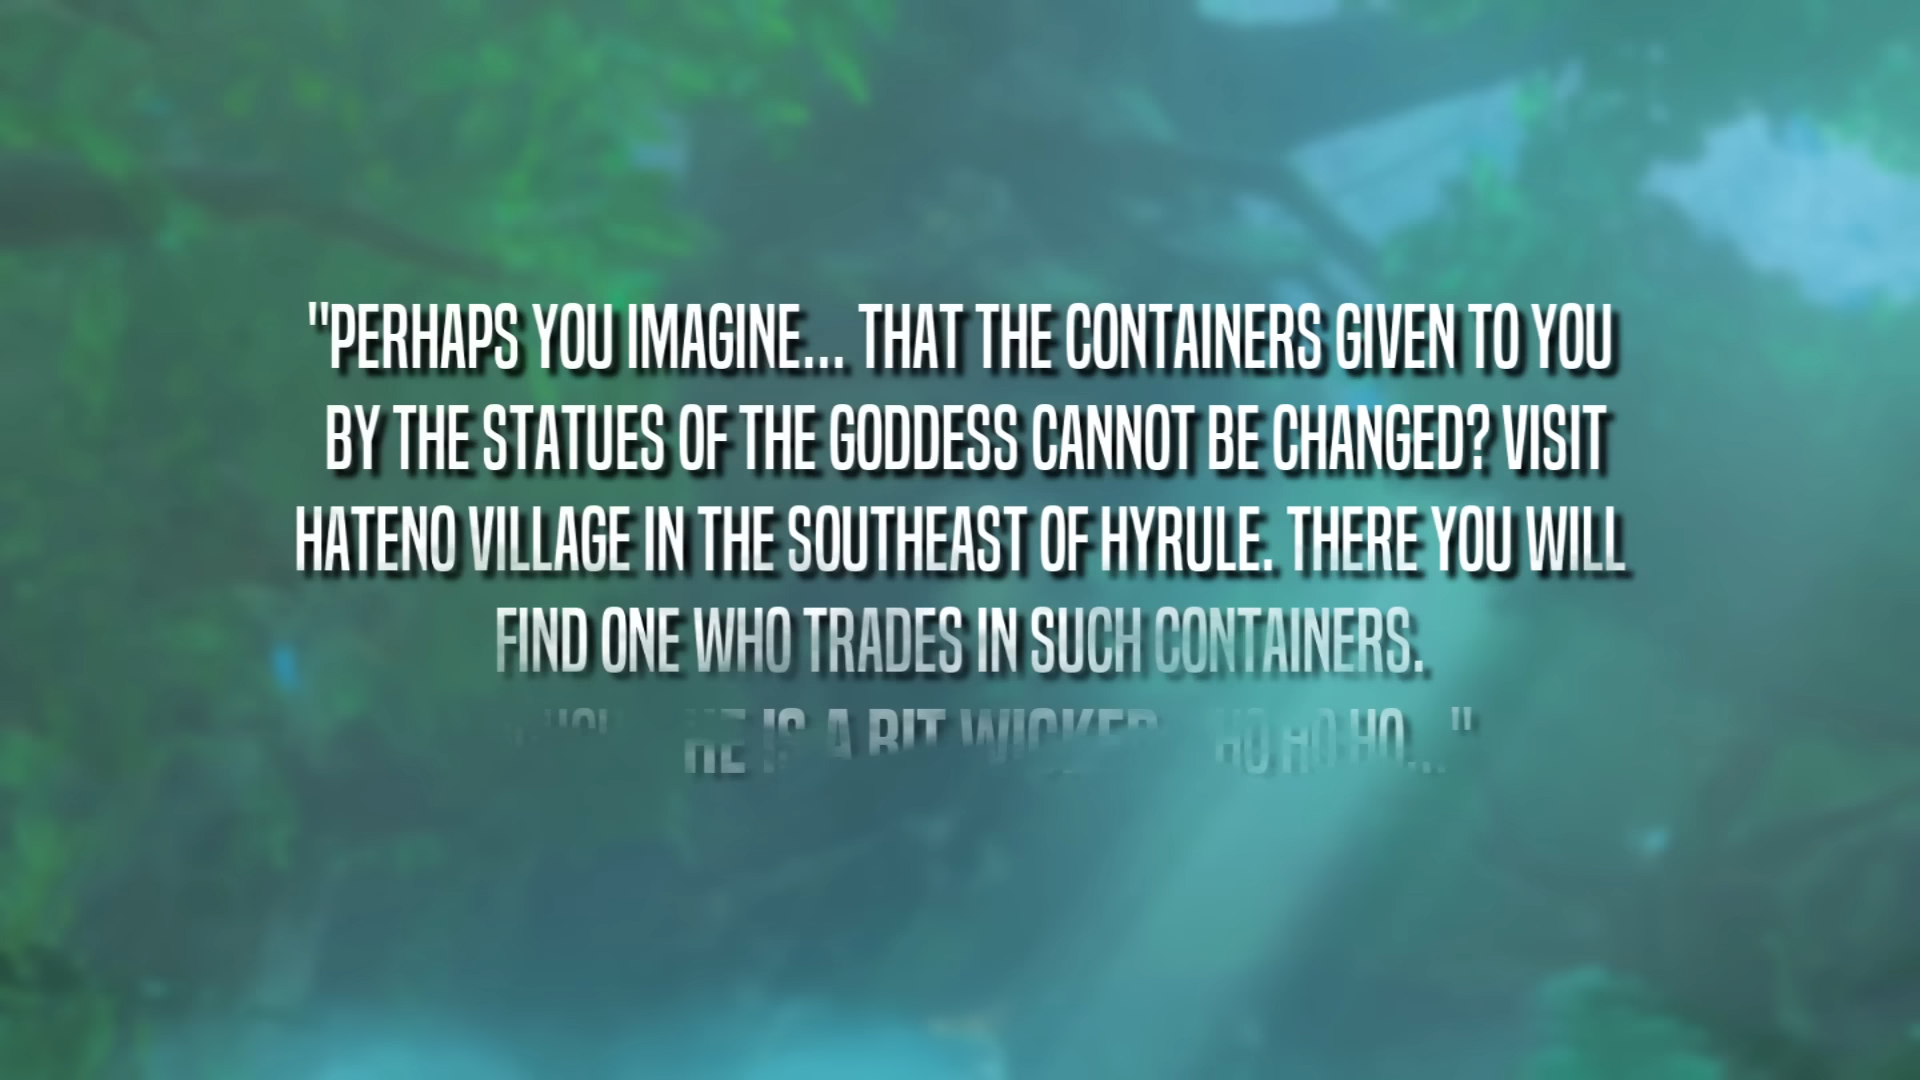 "PERHAPS YOU IMAGINE... THAT THE CONTAINERS GIVEN TO YOU
BY THE STATUES OF THE GODDESS CANNOT BE CHANGED? VISIT
HATENO VILLAGE IN THE SOUTHEAST OF HYRULE. THERE YOU WILL
FIND ONE WHO TRADES IN SUCH CONTAINERS.
HE IS A BIT WICKED HO HO HO..."